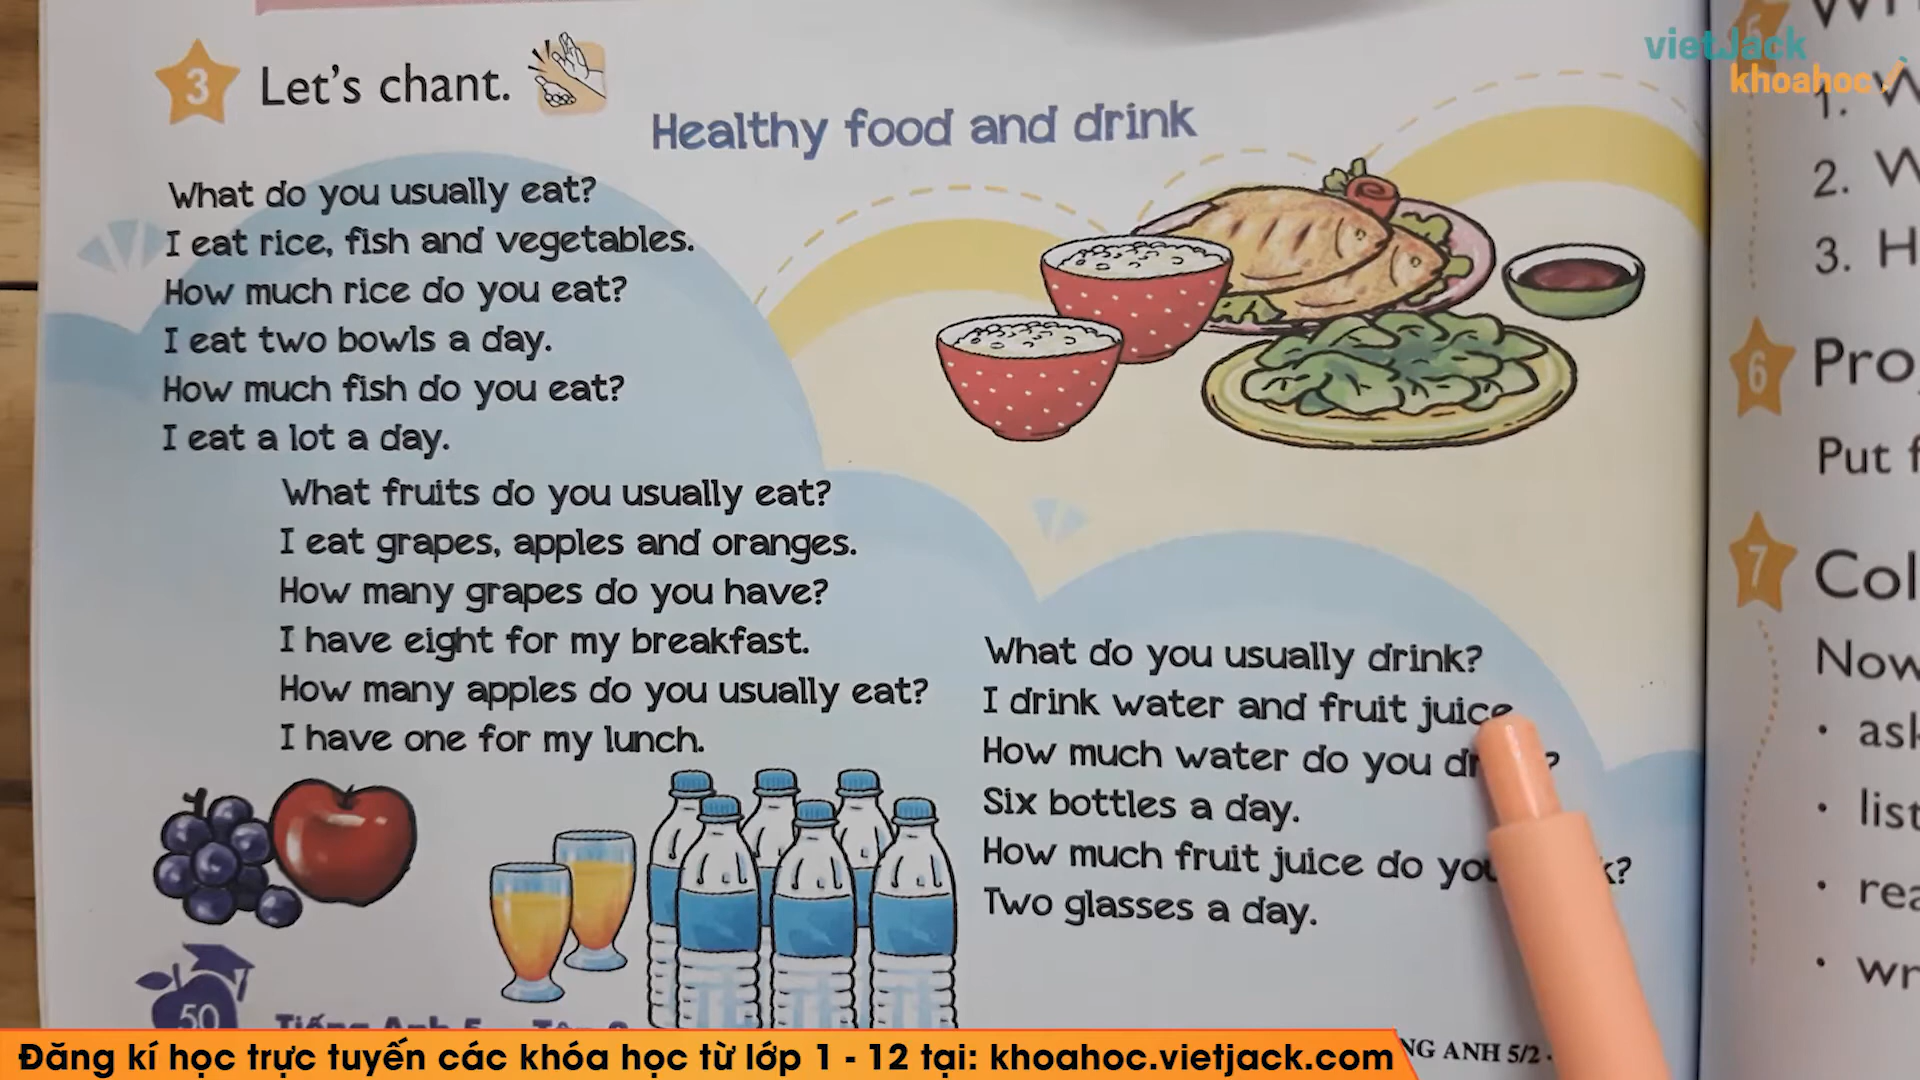 3 Let's chant.
Healthy food and drink
What do you usually eat?
I eat rice, fish and vegetables.
How much rice do you eat?
I eat two bowls a day.
How much fish do you eat?
I eat a lot a day.
What fruits do you usually eat?
I eat grapes, apples and oranges.
How many grapes do you have?
I have eight for my breakfast.
How many apples do you usually eat?
I have one for my lunch.
What do you usually drink?
I drink water and fruit juice
How much water do you
Six bottles a day.
How much fruit juice do
Two glasses a day.
50
vietJack
khoahoc
1.
2.
3.
6
Put
7
Now
Đăng kí học trực tuyến các khóa học từ lớp 1 - 12 tại: khoahoc.vietjack.com
ANH 5/2